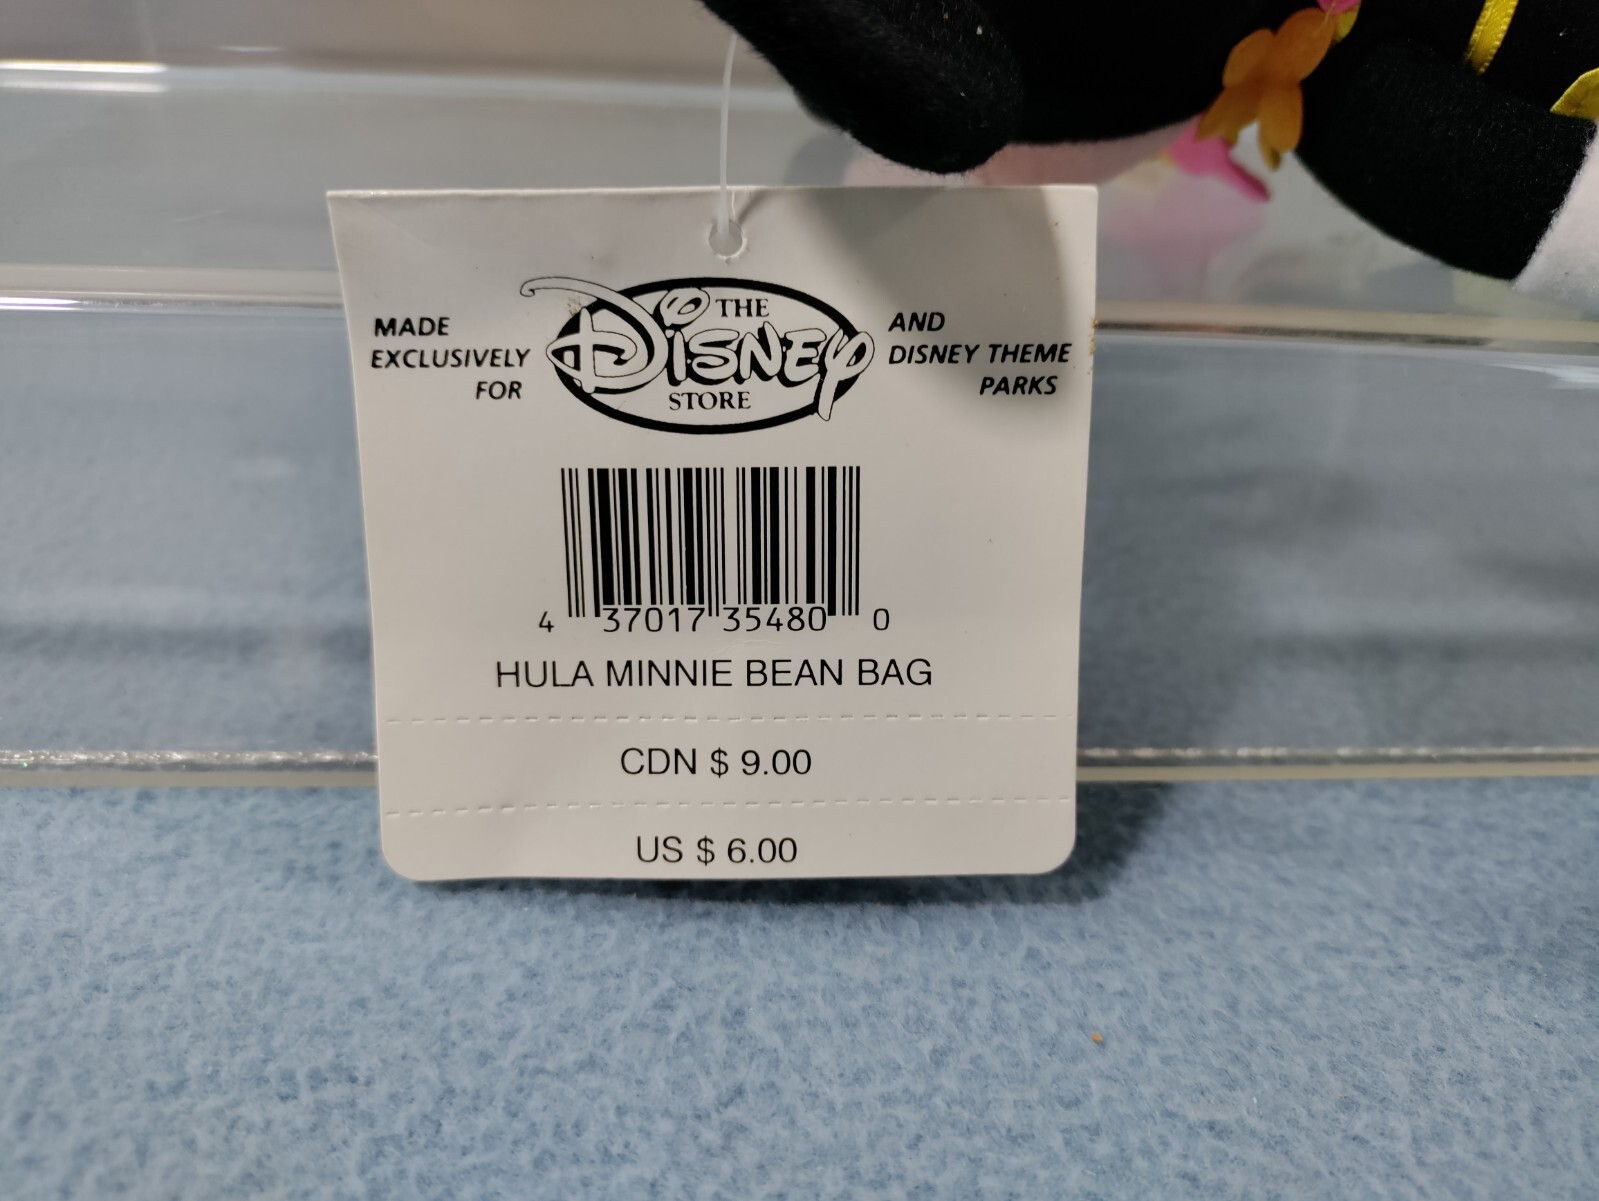 MADE
EXCLUSIVELY
FOR
THE
DISNEY
STORE
AND
DISNEY THEME
PARKS
4 37017 35480 0
HULA MINNIE BEAN BAG
CDN $ 9.00
US $ 6.00